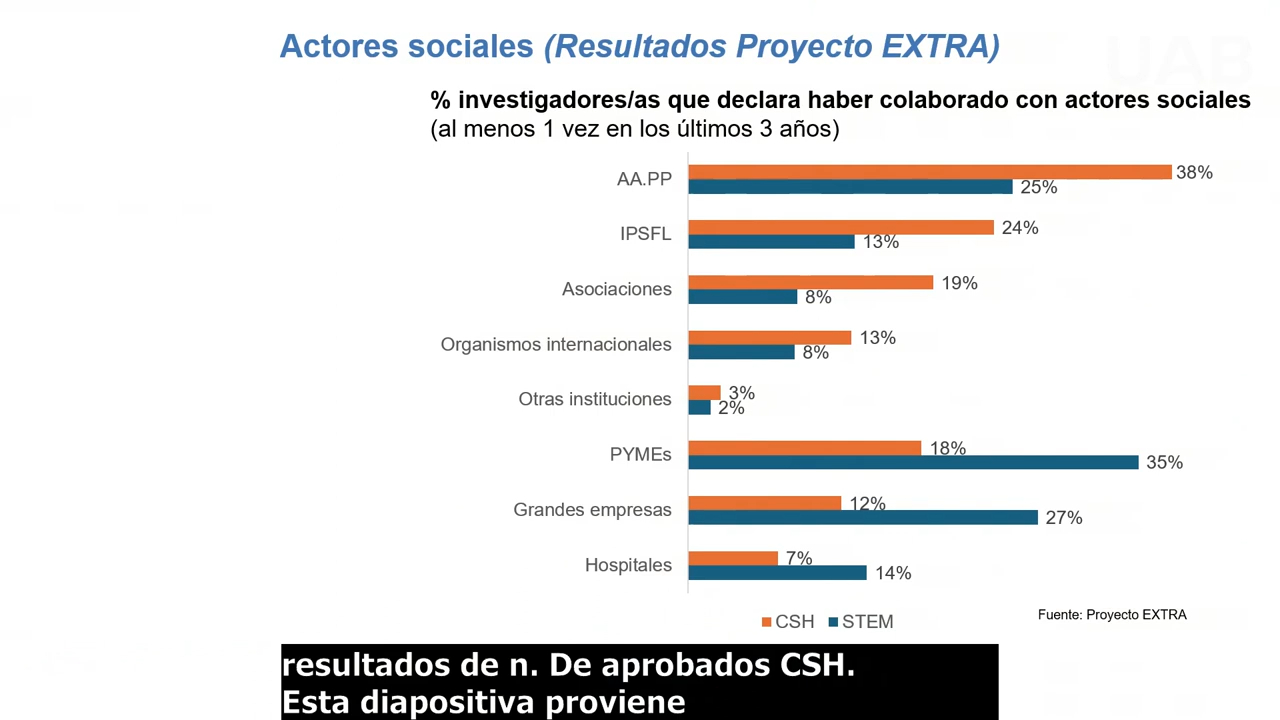 Actores sociales (Resultados Proyecto EXTRA)
UAB
% investigadores/as que declara haber colaborado con actores sociales
(al menos 1 vez en los últimos 3 años)
AA.PP 38%
25%
IPSFL 24%
13%
Asociaciones 19%
8%
Organismos internacionales 13%
8%
Otras instituciones 3%
2%
PYMEs 18%
35%
Grandes empresas 12%
27%
Hospitales 7%
14%
CSH STEM
Fuente: Proyecto EXTRA
resultados de n. De aprobados CSH.
Esta diapositiva proviene